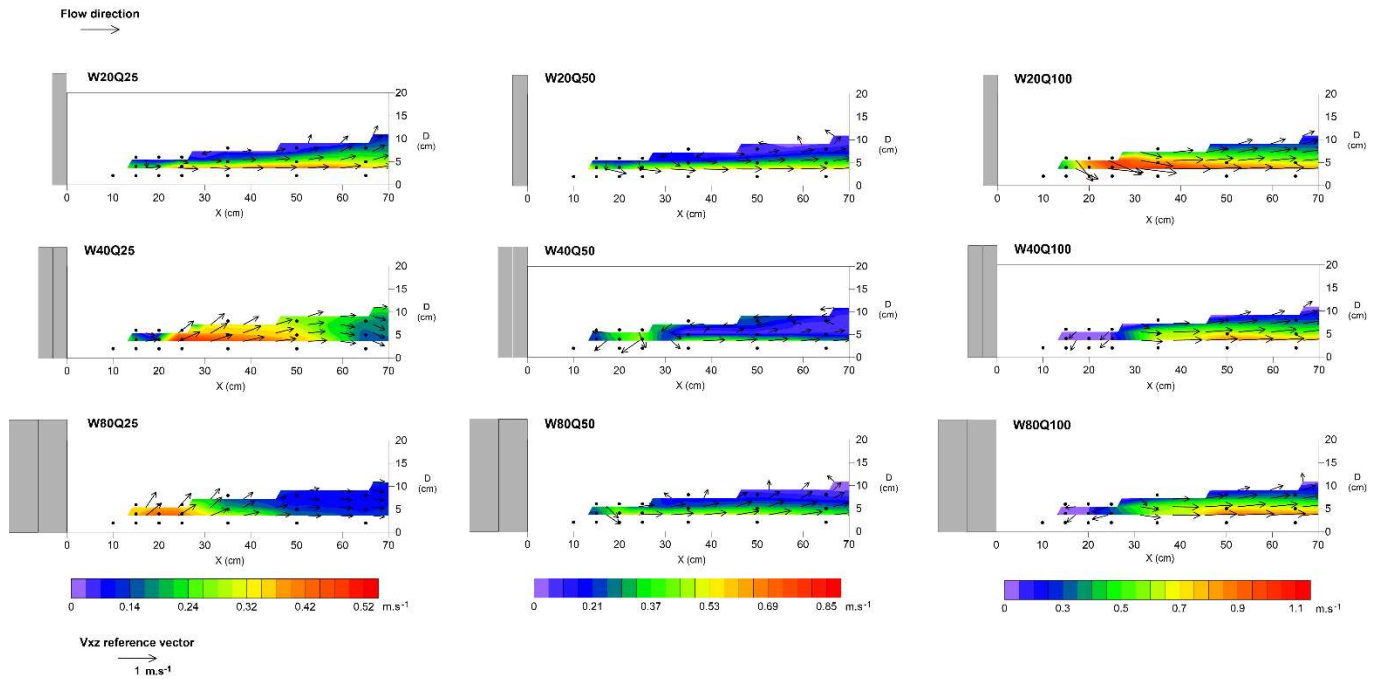 Flow direction
W20Q25
20
15
D
10
(cm)
5
0
0 10 20 30 40 50 60 70
X (cm)
W20Q50
20
15
D
10
(cm)
5
0
0 10 20 30 40 50 60 70
X (cm)
W20Q100
20
15
D
10
(cm)
5
0
0 10 20 30 40 50 60 70
X (cm)
W40Q25
20
15
D
10
(cm)
5
0
0 10 20 30 40 50 60 70
X (cm)
W40Q50
20
15
D
10
(cm)
5
0
0 10 20 30 40 50 60 70
X (cm)
W40Q100
20
15
D
10
(cm)
5
0
0 10 20 30 40 50 60 70
X (cm)
W80Q25
20
15
D
10
(cm)
5
0
0 10 20 30 40 50 60 70
X (cm)
W80Q50
20
15
D
10
(cm)
5
0
0 10 20 30 40 50 60 70
X (cm)
W80Q100
20
15
D
10
(cm)
5
0
0 10 20 30 40 50 60 70
X (cm)
0 0.14 0.24 0.32 0.42 0.52 m.s⁻¹
0 0.21 0.37 0.53 0.69 0.85 m.s⁻¹
0 0.3 0.5 0.7 0.9 1.1 m.s⁻¹
Vxz reference vector
1 m.s⁻¹